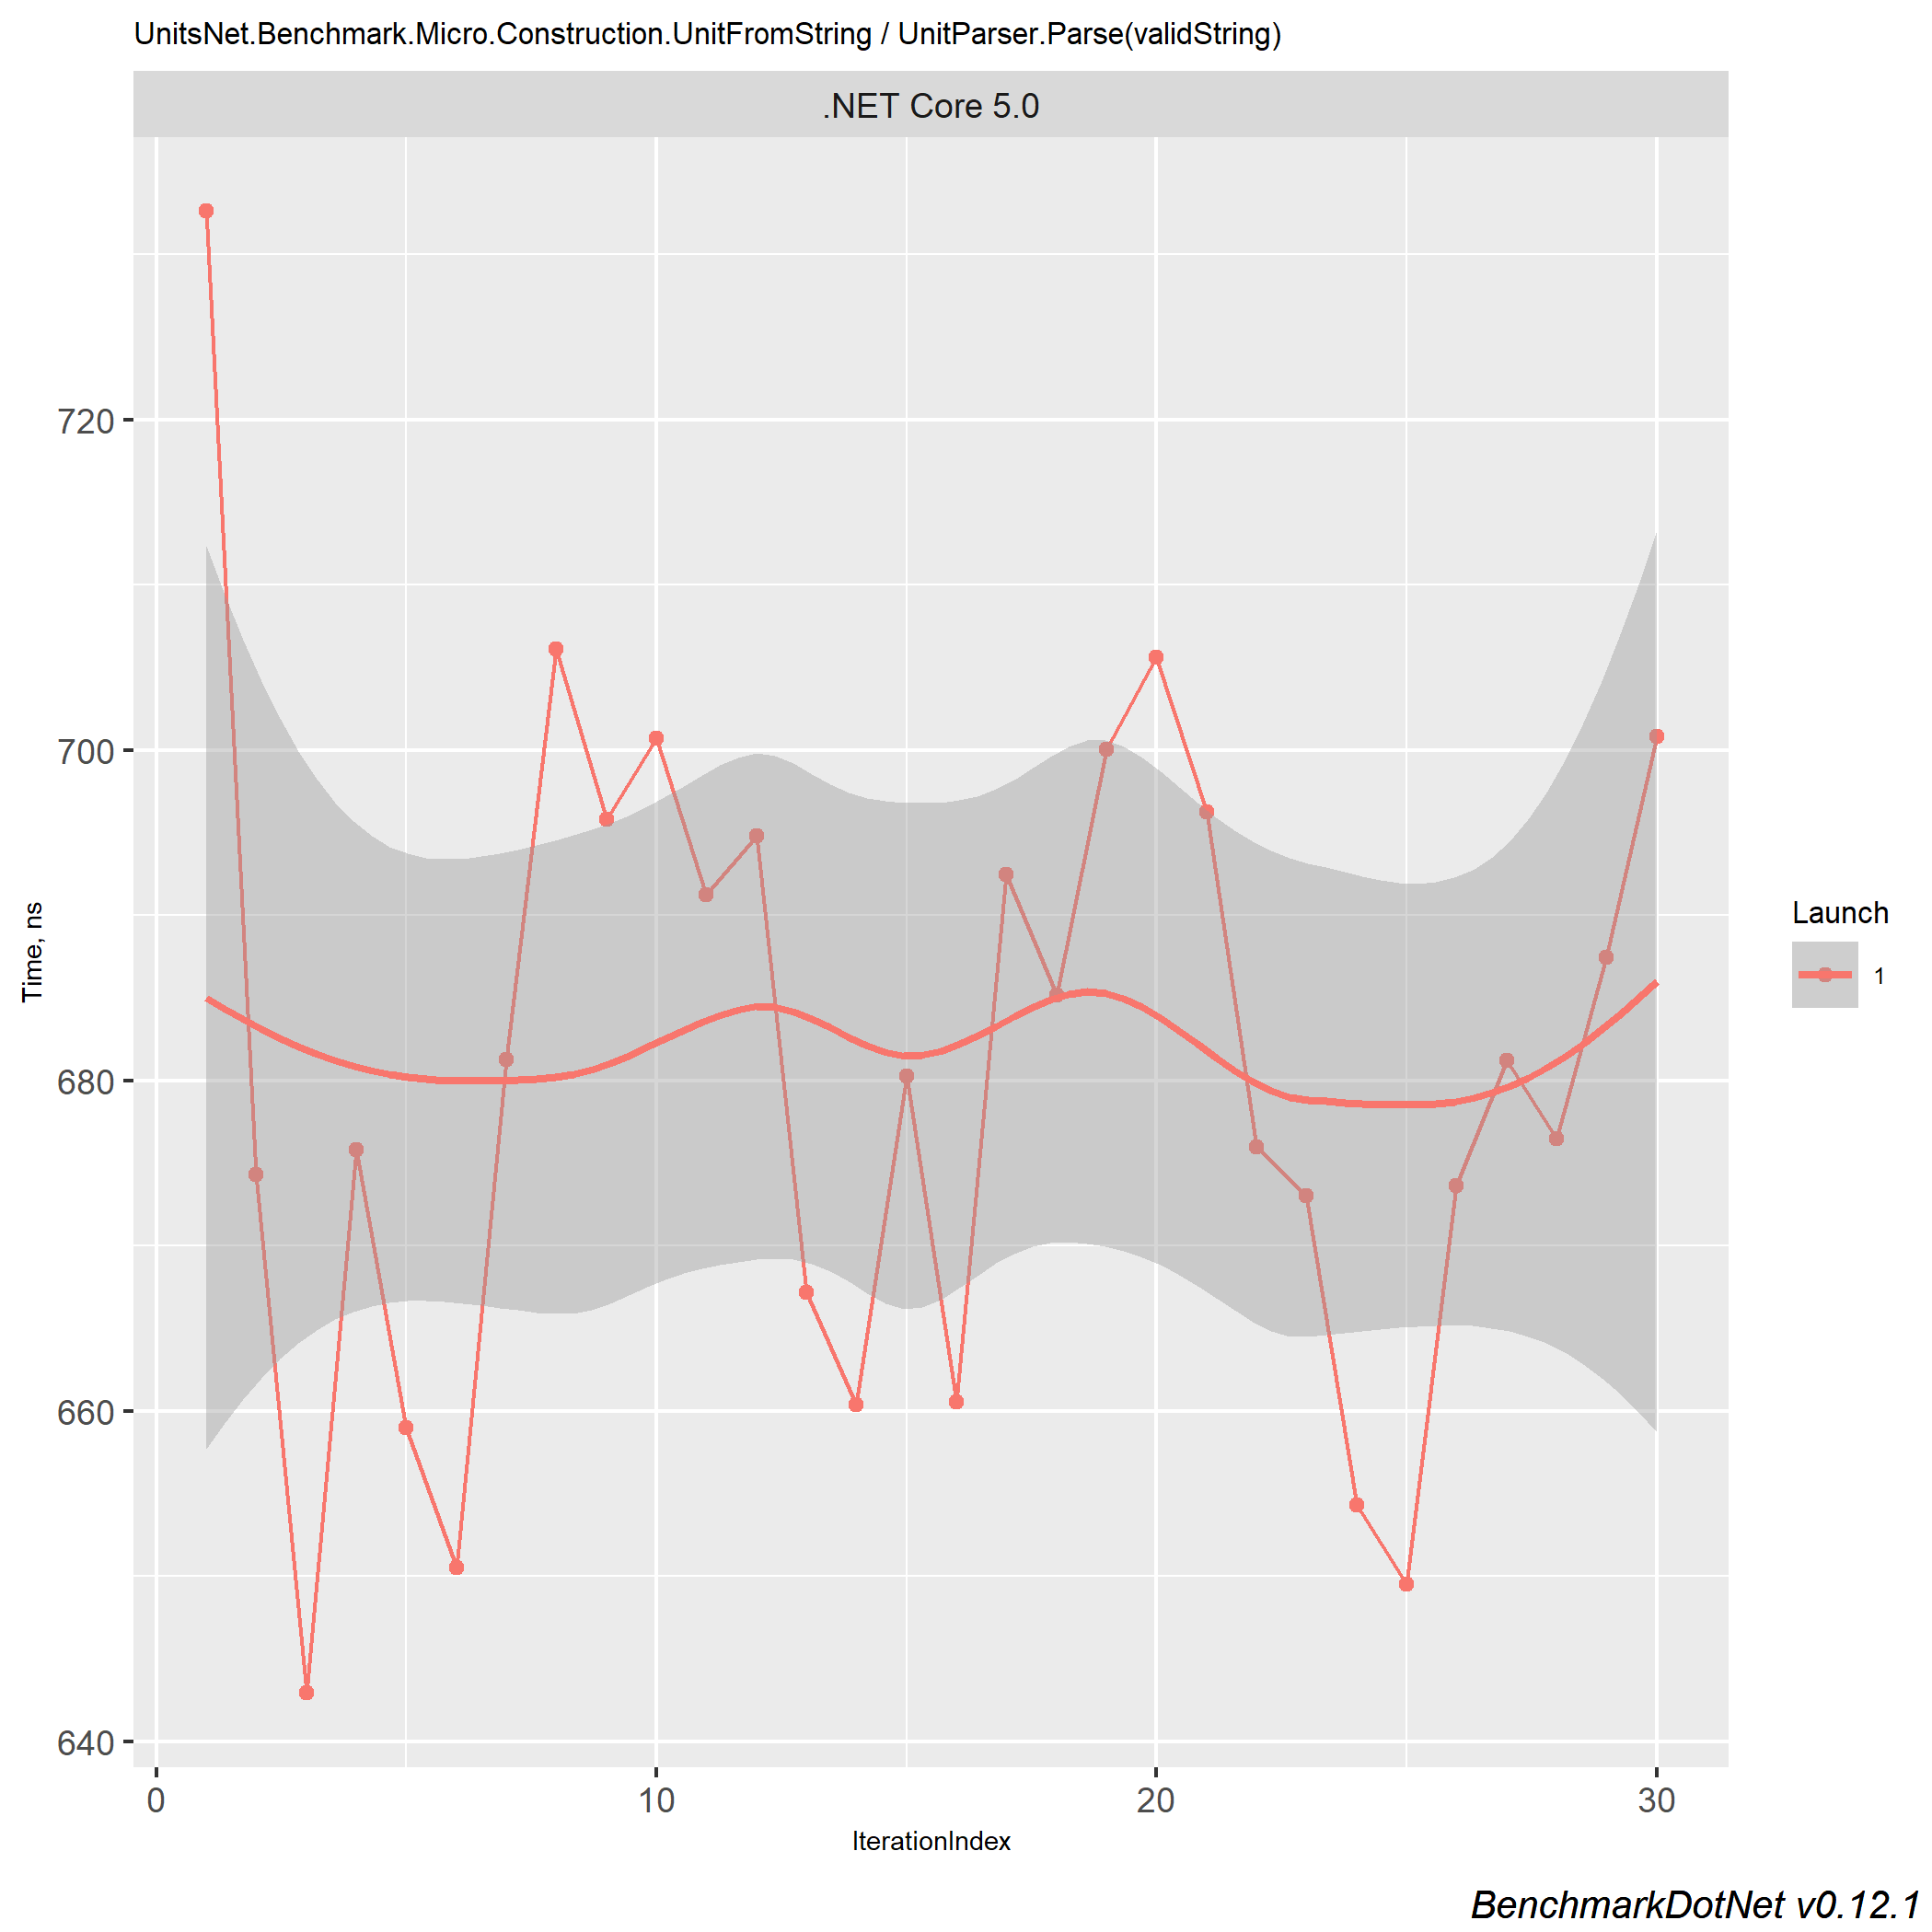 UnitsNet.Benchmark.Micro.Construction.UnitFromString / UnitParser.Parse(validString)
.NET Core 5.0
720
700
680
660
640
Time, ns
0 10 20 30
IterationIndex
Launch
1
BenchmarkDotNet v0.12.1